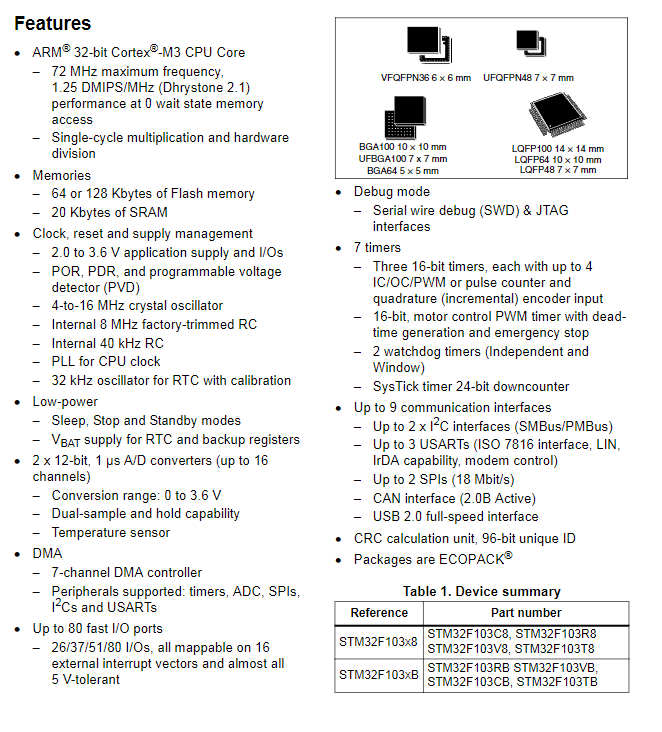 Features
• ARM® 32-bit Cortex®-M3 CPU Core
– 72 MHz maximum frequency,
1.25 DMIPS/MHz (Dhrystone 2.1)
performance at 0 wait state memory
access
– Single-cycle multiplication and hardware
division
• Memories
– 64 or 128 Kbytes of Flash memory
– 20 Kbytes of SRAM
• Clock, reset and supply management
– 2.0 to 3.6 V application supply and I/Os
– POR, PDR, and programmable voltage
detector (PVD)
– 4-to-16 MHz crystal oscillator
– Internal 8 MHz factory-trimmed RC
– Internal 40 kHz RC
– PLL for CPU clock
– 32 kHz oscillator for RTC with calibration
• Low-power
– Sleep, Stop and Standby modes
– VBAT supply for RTC and backup registers
• 2 x 12-bit, 1 µs A/D converters (up to 16
channels)
– Conversion range: 0 to 3.6 V
– Dual-sample and hold capability
– Temperature sensor
• DMA
– 7-channel DMA controller
– Peripherals supported: timers, ADC, SPIs,
I²Cs and USARTs
• Up to 80 fast I/O ports
– 26/37/51/80 I/Os, all mappable on 16
external interrupt vectors and almost all
5 V-tolerant
VFQFPN36 6 × 6 mm UFQFPN48 7 × 7 mm
BGA100 10 × 10 mm
UFBGA100 7 x 7 mm
BGA64 5 × 5 mm
LQFP100 14 × 14 mm
LQFP64 10 × 10 mm
LQFP48 7 × 7 mm
• Debug mode
– Serial wire debug (SWD) & JTAG
interfaces
• 7 timers
– Three 16-bit timers, each with up to 4
IC/OC/PWM or pulse counter and
quadrature (incremental) encoder input
– 16-bit, motor control PWM timer with dead-
time generation and emergency stop
– 2 watchdog timers (Independent and
Window)
– SysTick timer 24-bit downcounter
• Up to 9 communication interfaces
– Up to 2 x I²C interfaces (SMBus/PMBus)
– Up to 3 USARTs (ISO 7816 interface, LIN,
IrDA capability, modem control)
– Up to 2 SPIs (18 Mbit/s)
– CAN interface (2.0B Active)
– USB 2.0 full-speed interface
• CRC calculation unit, 96-bit unique ID
• Packages are ECOPACK®
Table 1. Device summary
Reference Part number
STM32F103x8 STM32F103C8, STM32F103R8
STM32F103V8, STM32F103T8
STM32F103xB STM32F103RB STM32F103VB,
STM32F103CB, STM32F103TB